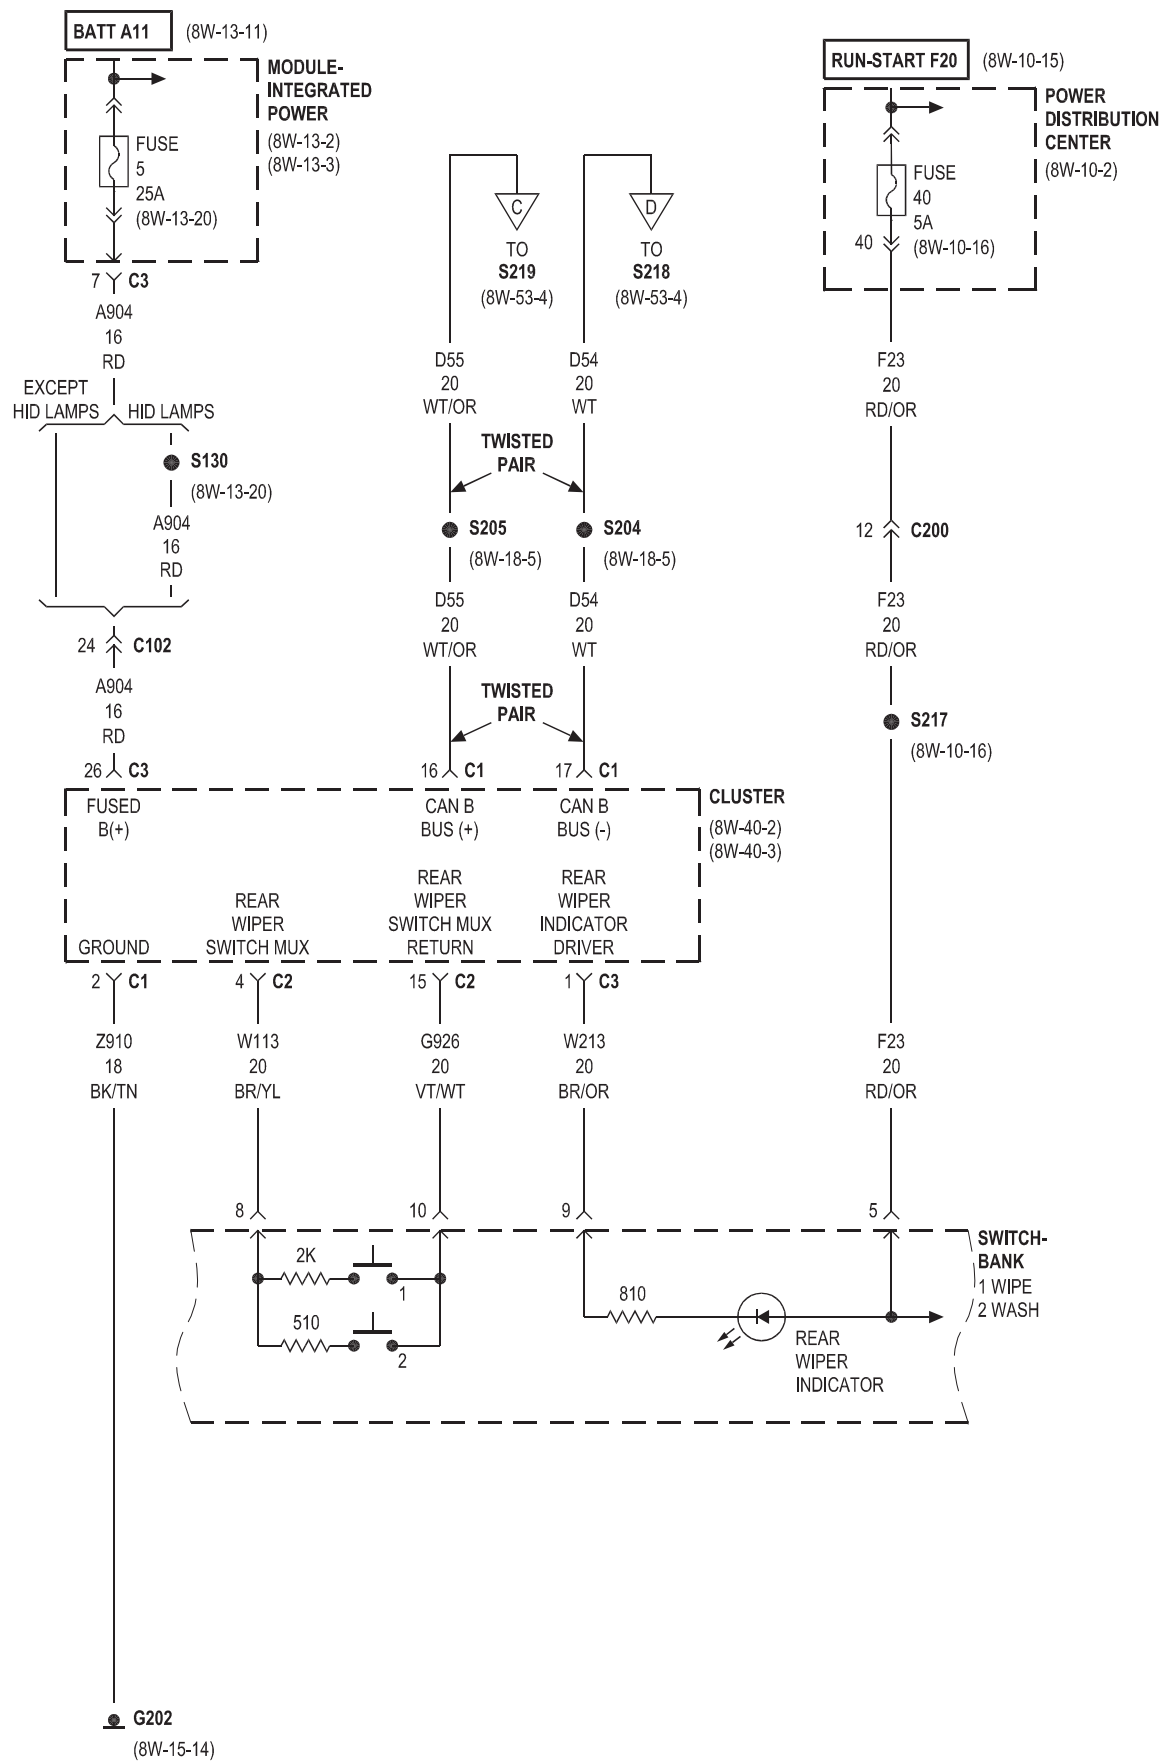 BATT A11 (8W-13-11)
MODULE-
INTEGRATED
POWER
(8W-13-2)
(8W-13-3)
FUSE
5
25A
(8W-13-20)
7 C3
A904
16
RD
EXCEPT
HID LAMPS HID LAMPS
S130
(8W-13-20)
A904
16
RD
24 C102
A904
16
RD
26 C3
C
TO
S219
(8W-53-4)
D
TO
S218
(8W-53-4)
D55
20
WT/OR
D54
20
WT
TWISTED
PAIR
S205
(8W-18-5)
S204
(8W-18-5)
D55
20
WT/OR
D54
20
WT
TWISTED
PAIR
16 C1
17 C1
RUN-START F20 (8W-10-15)
POWER
DISTRIBUTION
CENTER
(8W-10-2)
FUSE
40
5A
(8W-10-16)
40
F23
20
RD/OR
12 C200
F23
20
RD/OR
S217
(8W-10-16)
CLUSTER
(8W-40-2)
(8W-40-3)
FUSED
B(+)
CAN B
BUS (+)
CAN B
BUS (-)
GROUND
REAR
WIPER
SWITCH MUX
REAR
WIPER
SWITCH MUX
RETURN
REAR
WIPER
INDICATOR
DRIVER
2 C1
4 C2
15 C2
1 C3
Z910
18
BK/TN
W113
20
BR/YL
G926
20
VT/WT
W213
20
BR/OR
F23
20
RD/OR
8
10
9
5
SWITCH-
BANK
1 WIPE
2 WASH
2K
1
510
2
810
REAR
WIPER
INDICATOR
G202
(8W-15-14)